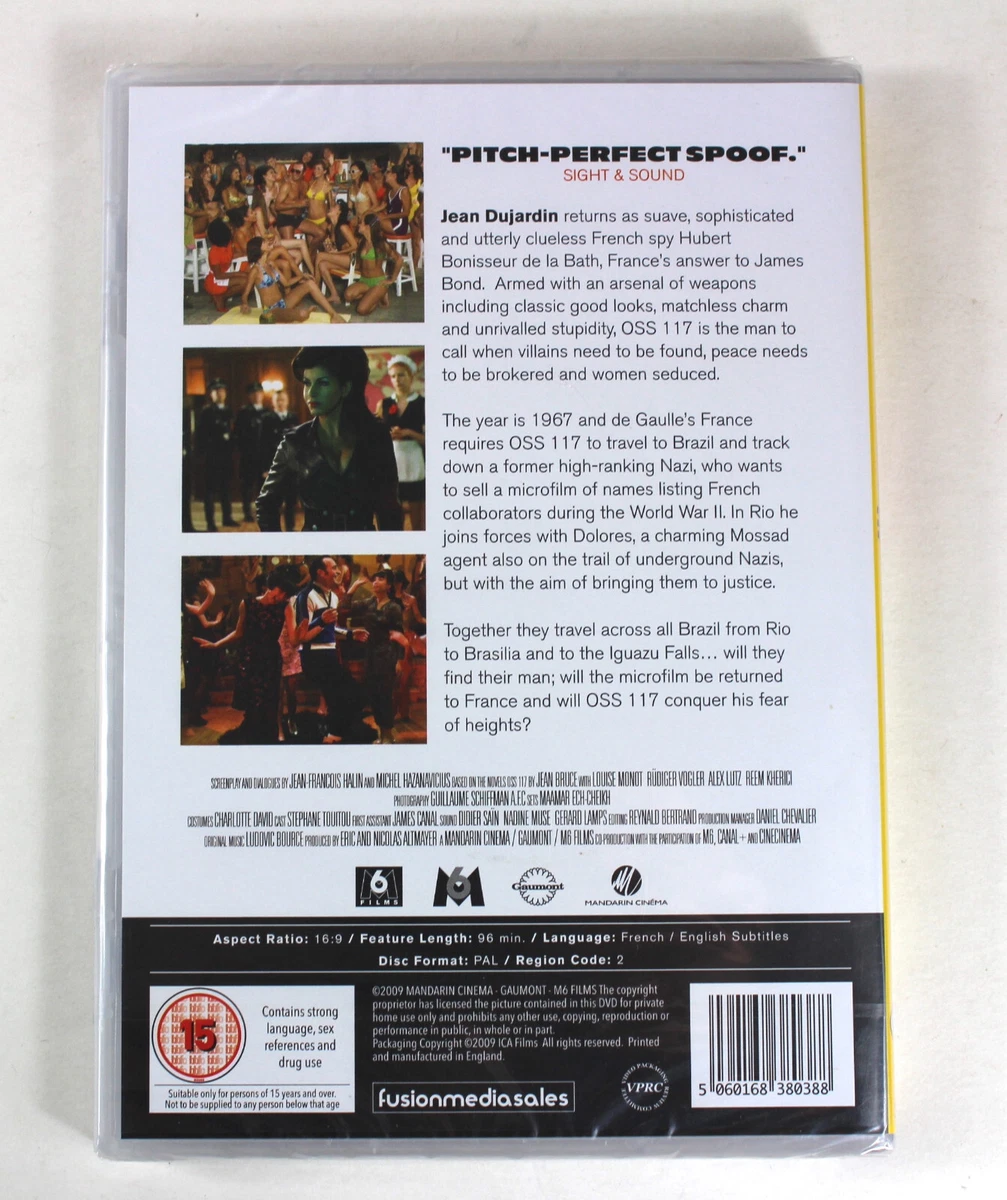 "PITCH-PERFECT SPOOF."
SIGHT & SOUND
Jean Dujardin returns as suave, sophisticated
and utterly clueless French spy Hubert
Bonisseur de la Bath, France's answer to James
Bond. Armed with an arsenal of weapons
including classic good looks, matchless charm
and unrivalled stupidity, OSS 117 is the man to
call when villains need to be found, peace needs
to be brokered and women seduced.
The year is 1967 and de Gaulle's France
requires OSS 117 to travel to Brazil and track
down a former high-ranking Nazi, who wants
to sell a microfilm of names listing French
collaborators during the World War II. In Rio he
joins forces with Dolores, a charming Mossad
agent also on the trail of underground Nazis,
but with the aim of bringing them to justice.
Together they travel across all Brazil from Rio
to Brasilia and to the Iguazu Falls... will they
find their man; will the microfilm be returned
to France and will OSS 117 conquer his fear
of heights?
SCREENPLAY AND DIALOGUES BY JEAN-FRANCOIS HALIN AND MICHEL HAZANAVICIUS BASED ON THE NOVELS OSS 117 BY JEAN BRUCE WITH LOUISE MONOT RÜDIGER VOGLER ALEX LUTZ REEM KHERICI
PHOTOGRAPHY GUILLAUME SCHIFFMAN A.F.C SETS MAAMAR ECH-CHEIKH
COSTUMES CHARLOTTE DAVID CAST STEPHANE TOUITOU FIRST ASSISTANT JAMES CANAL SOUND DIDIER SAÏN NADINE MUSE GERARD LAMPS EDITING REYNALD BERTRAND PRODUCTION MANAGER DANIEL CHEVALIER
ORIGINAL MUSIC LUDOVIC BOURCE PRODUCED BY ERIC AND NICOLAS ALTMAYER A MANDARIN CINEMA / GAUMONT / M6 FILMS CO PRODUCTION WITH THE PARTICIPATION OF M6, CANAL+ AND CINECINEMA
M6 FILMS
M6
Gaumont
MANDARIN CINÉMA
Aspect Ratio: 16:9 / Feature Length: 96 min. / Language: French / English Subtitles
Disc Format: PAL / Region Code: 2
15
Contains strong
language, sex
references and
drug use
Suitable only for persons of 15 years and over.
Not to be supplied to any person below that age
©2009 MANDARIN CINEMA - GAUMONT - M6 FILMS The copyright
proprietor has licensed the picture contained in this DVD for private
home use only and prohibits any other use, copying, reproduction or
performance in public, in whole or in part.
Packaging Copyright ©2009 ICA Films All rights reserved. Printed
and manufactured in England.
fusionmediasales
VIDEO PACKAGING REVIEW COMMITTEE
VPRC
5 060168 380388